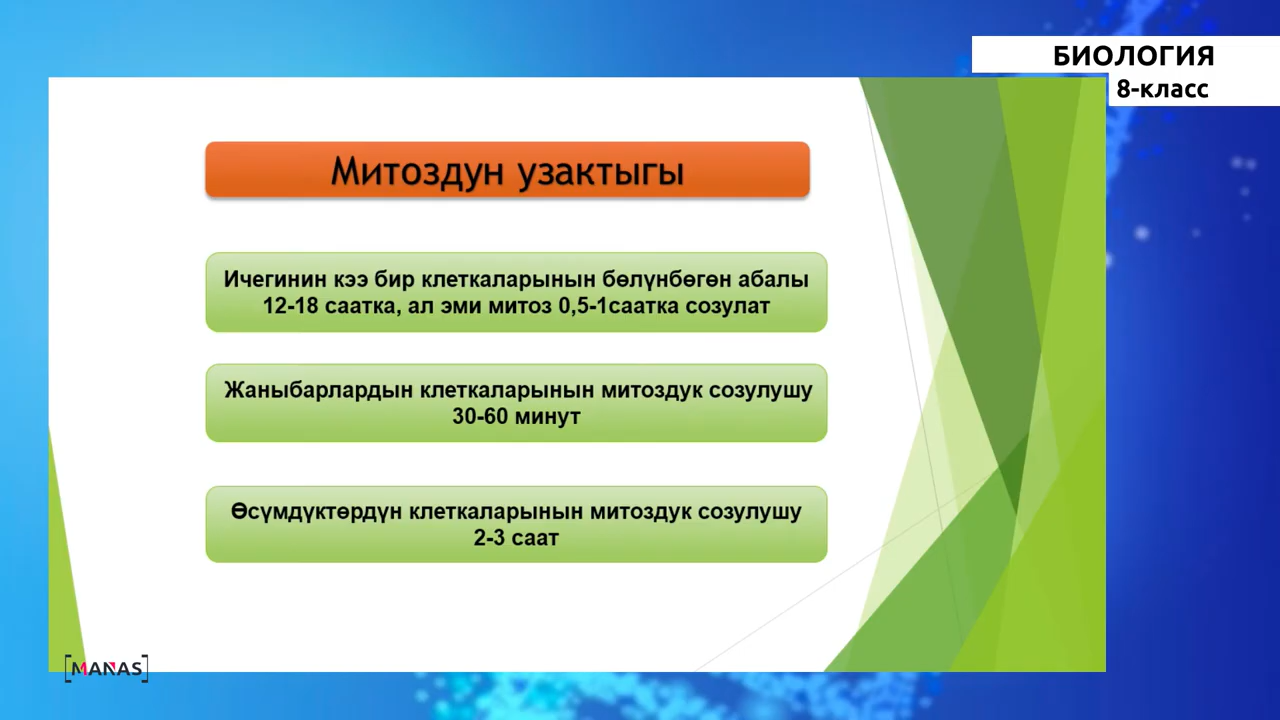 БИОЛОГИЯ
8-класс
Митоздун узактыгы
Ичегинин кээ бир клеткаларынын бөлүнбөгөн абалы
12-18 саатка, ал эми митоз 0,5-1саатка созулат
Жаныбарлардын клеткаларынын митоздук созулушу
30-60 минут
Өсүмдүктөрдүн клеткаларынын митоздук созулушу
2-3 саат
[MANAS]